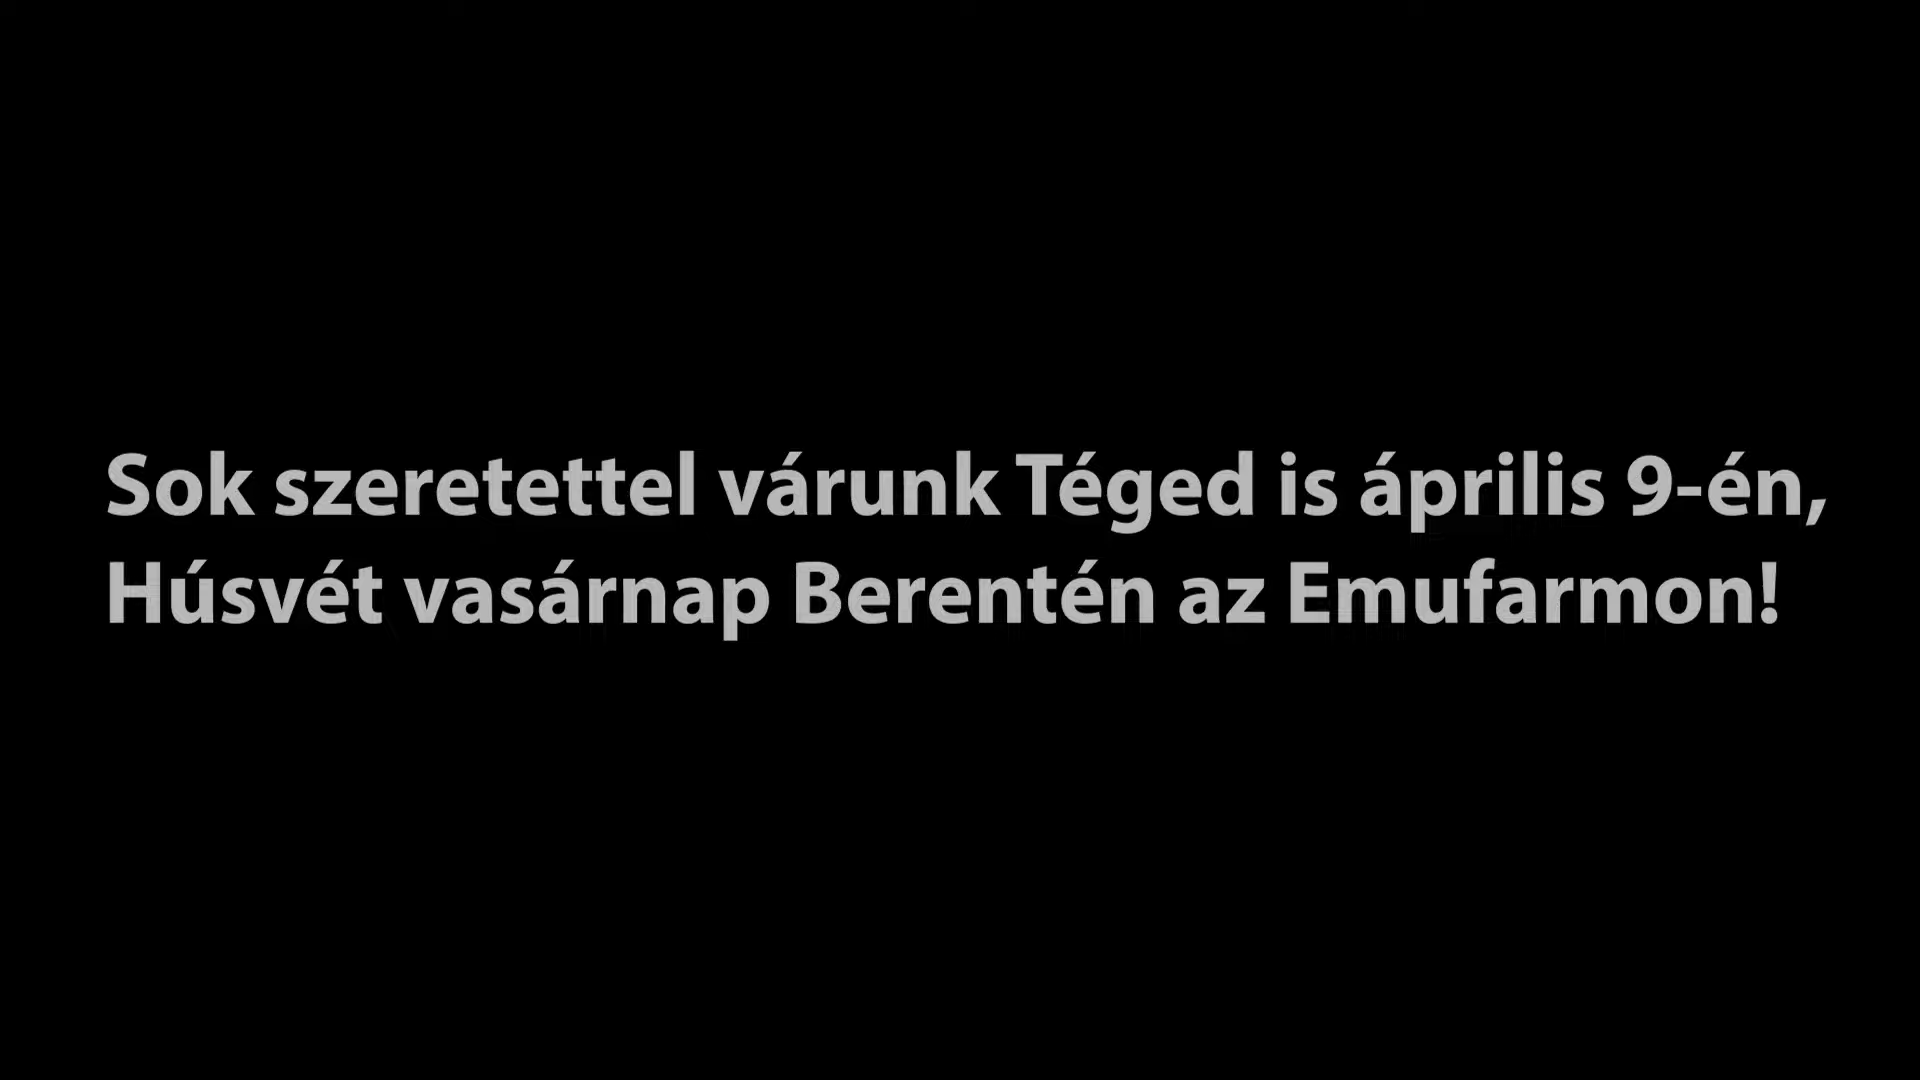 Sok szeretettel várunk Téged is április 9-én,
Húsvét vasárnap Berentén az Emufarmon!